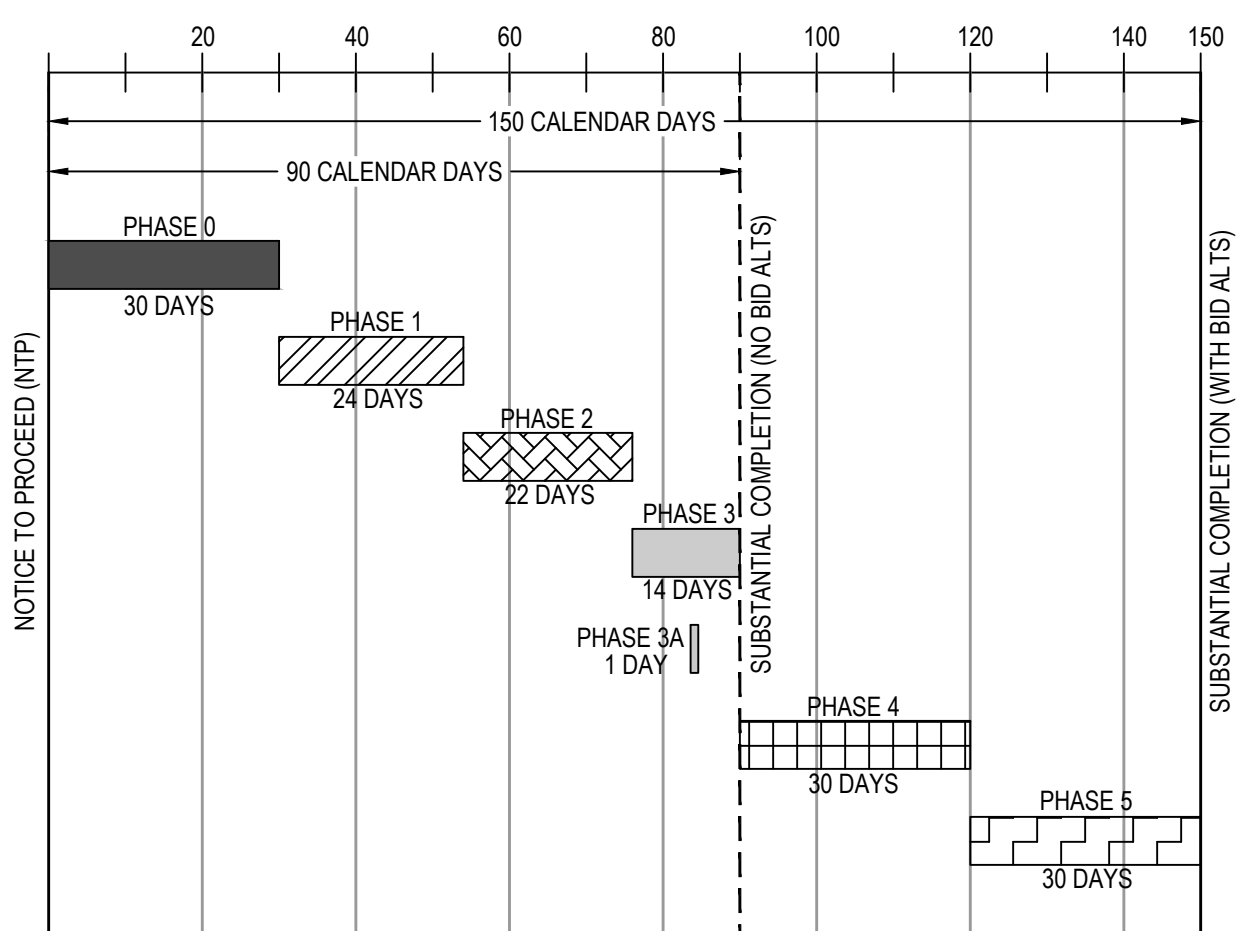 20 40 60 80 100 120 140 150
150 CALENDAR DAYS
90 CALENDAR DAYS
PHASE 0
30 DAYS
PHASE 1
24 DAYS
PHASE 2
22 DAYS
PHASE 3
14 DAYS
PHASE 3A
1 DAY
PHASE 4
30 DAYS
PHASE 5
30 DAYS
NOTICE TO PROCEED (NTP)
SUBSTANTIAL COMPLETION (NO BID ALTS)
SUBSTANTIAL COMPLETION (WITH BID ALTS)